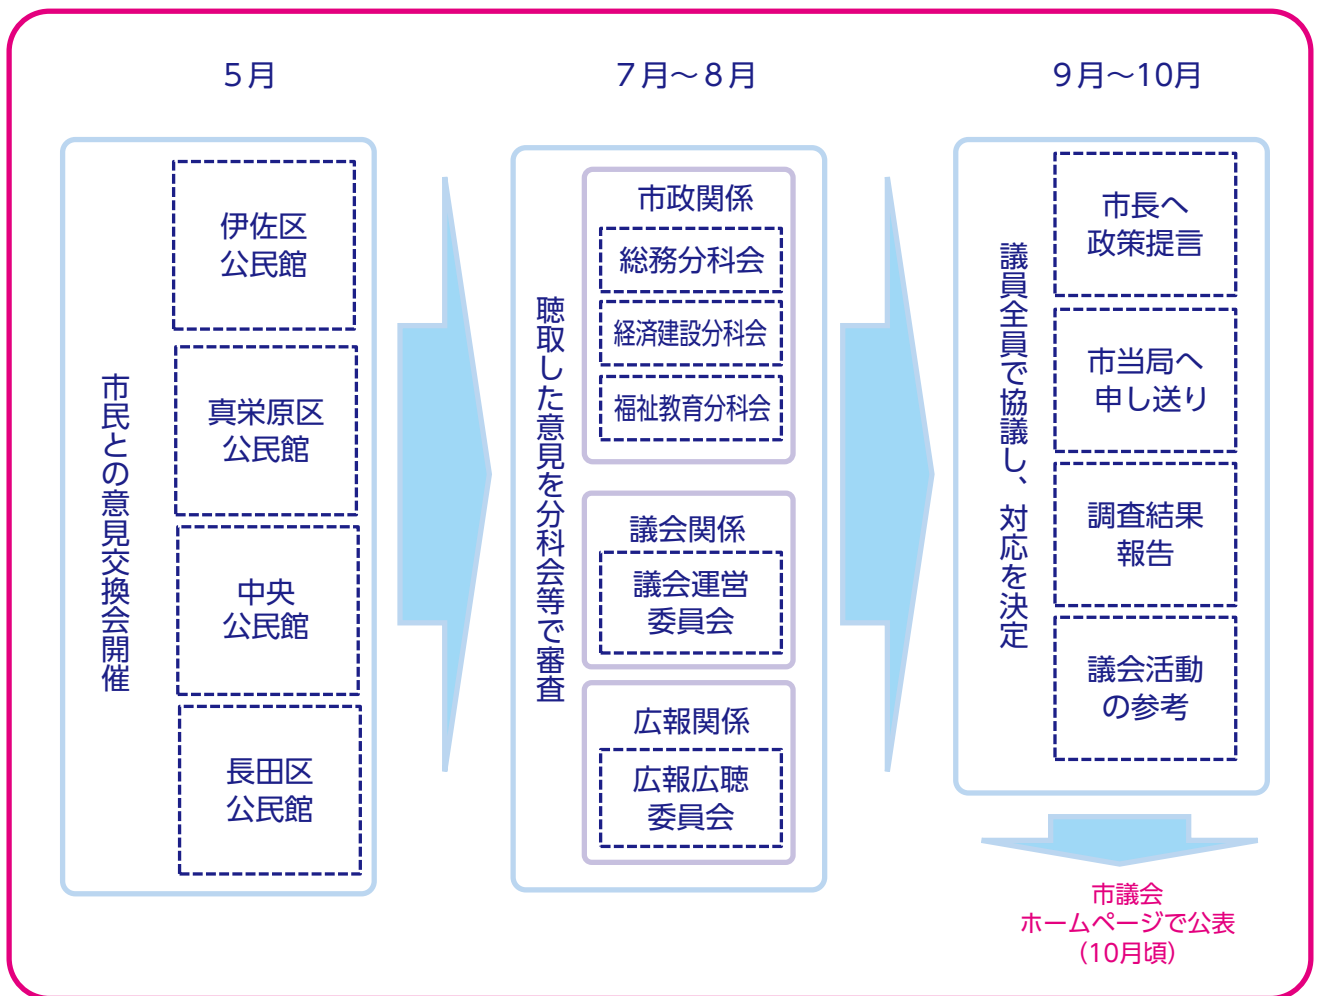 5月
市民との意見交換会開催
伊佐区
公民館
真栄原区
公民館
中央
公民館
長田区
公民館
7月～8月
聴取した意見を分科会等で審査
市政関係
総務分科会
経済建設分科会
福祉教育分科会
議会関係
議会運営
委員会
広報関係
広報広聴
委員会
9月～10月
議員全員で協議し、対応を決定
市長へ
政策提言
市当局へ
申し送り
調査結果
報告
議会活動
の参考
市議会
ホームページで公表
(10月頃)